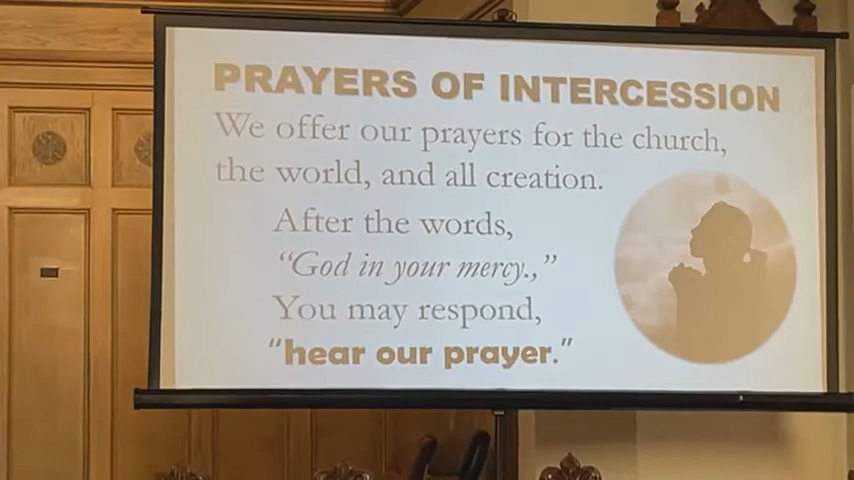 PRAYERS OF INTERCESSION
We offer our prayers for the church,
the world, and all creation.
After the words,
“God in your mercy.,”
You may respond,
“hear our prayer.”